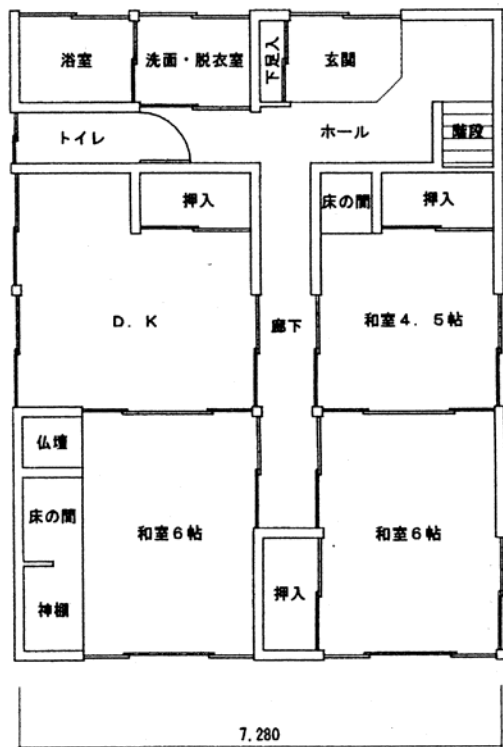 浴室
洗面・脱衣室
下足入
玄関
トイレ
ホール
階段
押入
床の間
押入
D．K
廊下
和室４．５帖
仏壇
床の間
和室６帖
和室６帖
神棚
押入
7,280